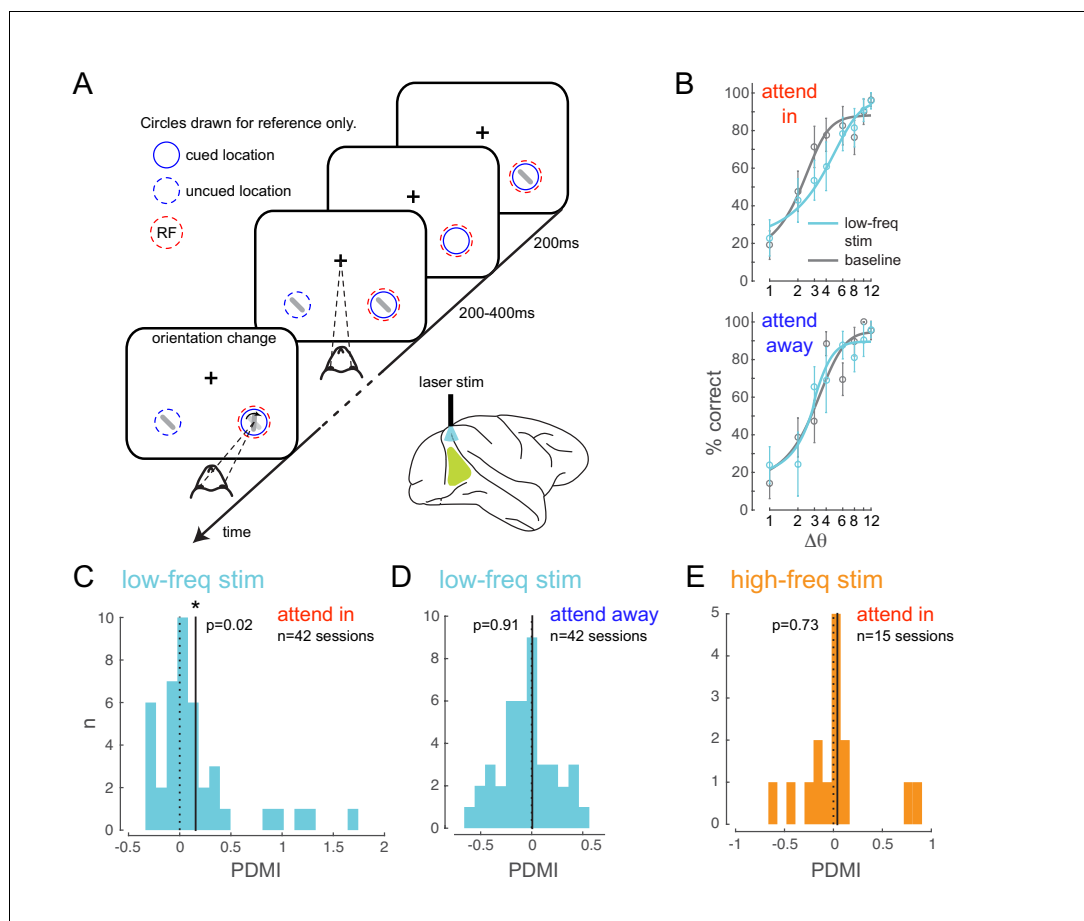 A
Circles drawn for reference only.
cued location
uncued location
RF
200ms
200-400ms
orientation change
laser stim
time
B
attend
in
100
80
60
40
20
0
low-freq
stim
baseline
1 2 3 4 6 8 12
attend
away
100
80
60
40
20
0
% correct
1 2 3 4 6 8 12
Δθ
C low-freq stim
*
p=0.02
attend in
n=42 sessions
10
8
6
4
2
0
n
-0.5 0 0.5 1 1.5 2
PDMI
D low-freq stim
p=0.91
attend away
n=42 sessions
10
8
6
4
2
0
-0.5 0 0.5
PDMI
E high-freq stim
p=0.73
attend in
n=15 sessions
5
4
3
2
1
0
-1 -0.5 0 0.5 1
PDMI